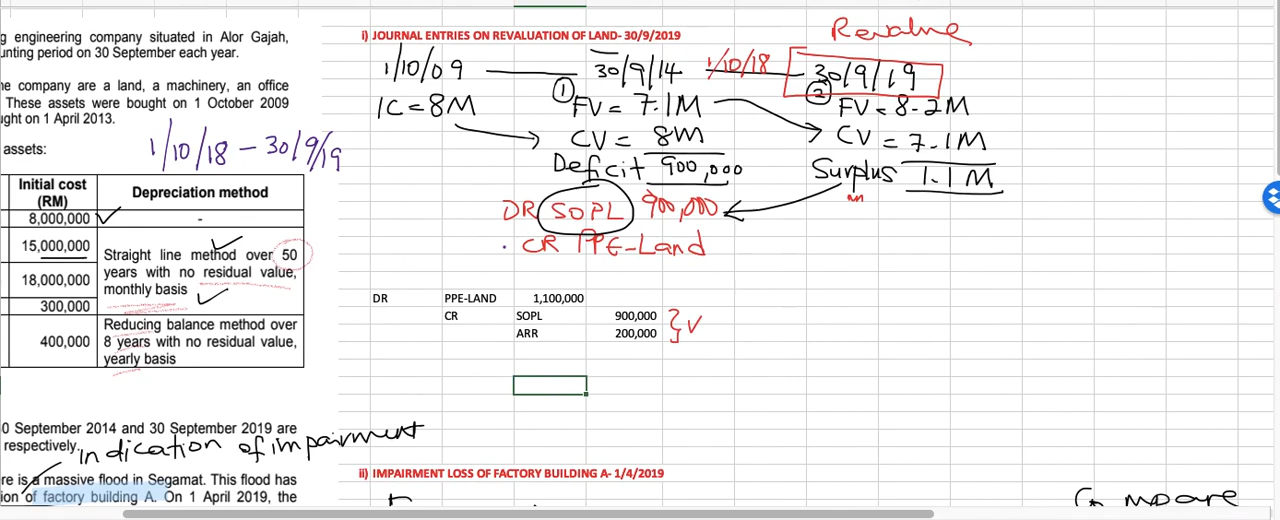 g engineering company situated in Alor Gajah,
unting period on 30 September each year.
ne company are a land, a machinery, an office
These assets were bought on 1 October 2009
ught on 1 April 2013.
1/10/18 - 30/9/19
assets:
Initial cost (RM)
Depreciation method
8,000,000
-
15,000,000
18,000,000
300,000
Straight line method over 50
years with no residual value,
monthly basis
400,000
Reducing balance method over
8 years with no residual value,
yearly basis
0 September 2014 and 30 September 2019 are
respectively.
indication of impairment
re is a massive flood in Segamat. This flood has
ion of factory building A. On 1 April 2019, the
i) JOURNAL ENTRIES ON REVALUATION OF LAND- 30/9/2019
Revalue
1/10/09 30/9/14 1/10/18 30/9/19
IC = 8M ① FV = 7.1M ② FV = 8.2M
CV = 8M CV = 7.1M
Deficit 900,000 Surplus 1.1M
DR SOPL 900,000
CR PPE-Land
DR PPE-LAND 1,100,000
CR SOPL 900,000
ARR 200,000
ii) IMPAIRMENT LOSS OF FACTORY BUILDING A- 1/4/2019
Compare